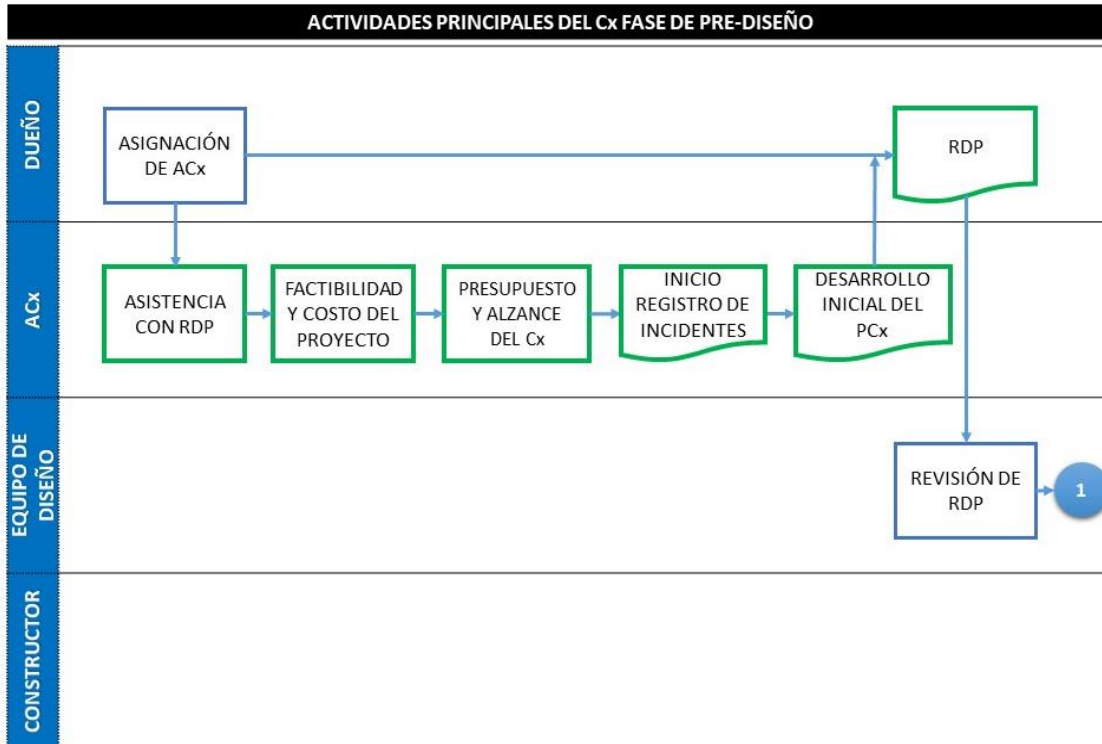 ACTIVIDADES PRINCIPALES DEL Cx FASE DE PRE-DISEÑO
DUEÑO
ASIGNACIÓN
DE ACx
RDP
ACx
ASISTENCIA
CON RDP
FACTIBILIDAD
Y COSTO DEL
PROYECTO
PRESUPUESTO
Y ALZANCE
DEL Cx
INICIO
REGISTRO DE
INCIDENTES
DESARROLLO
INICIAL DEL
PCx
EQUIPO DE
DISEÑO
REVISIÓN DE
RDP
1
CONSTRUCTOR